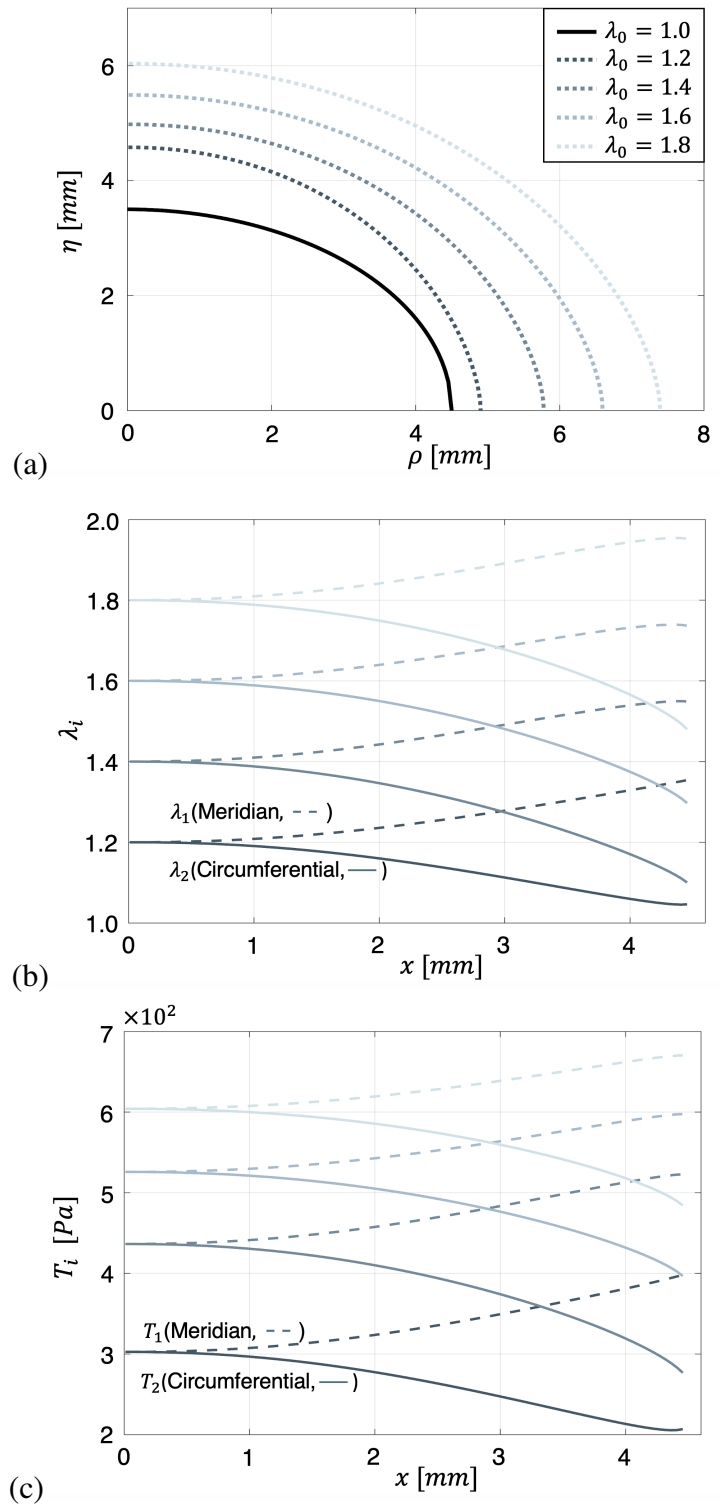 λ₀ = 1.0
λ₀ = 1.2
λ₀ = 1.4
λ₀ = 1.6
λ₀ = 1.8
6
4
2
0
η [mm]
0 2 4 6 8
ρ [mm]
(a)
2.0
1.8
1.6
1.4
1.2
1.0
λᵢ
λ₁(Meridian, -- )
λ₂(Circumferential, — )
0 1 2 3 4
x [mm]
(b)
×10²
7
6
5
4
3
2
Tᵢ [Pa]
T₁(Meridian, -- )
T₂(Circumferential, — )
0 1 2 3 4
x [mm]
(c)